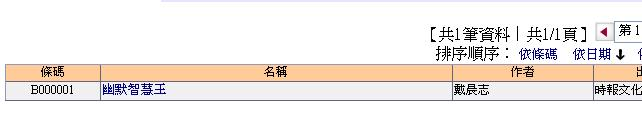 【共1筆資料｜ 共1/1頁】 第 1
排序順序： 依條碼 依日期
條碼 名稱 作者
B000001 幽默智慧王 戴晨志 時報文化